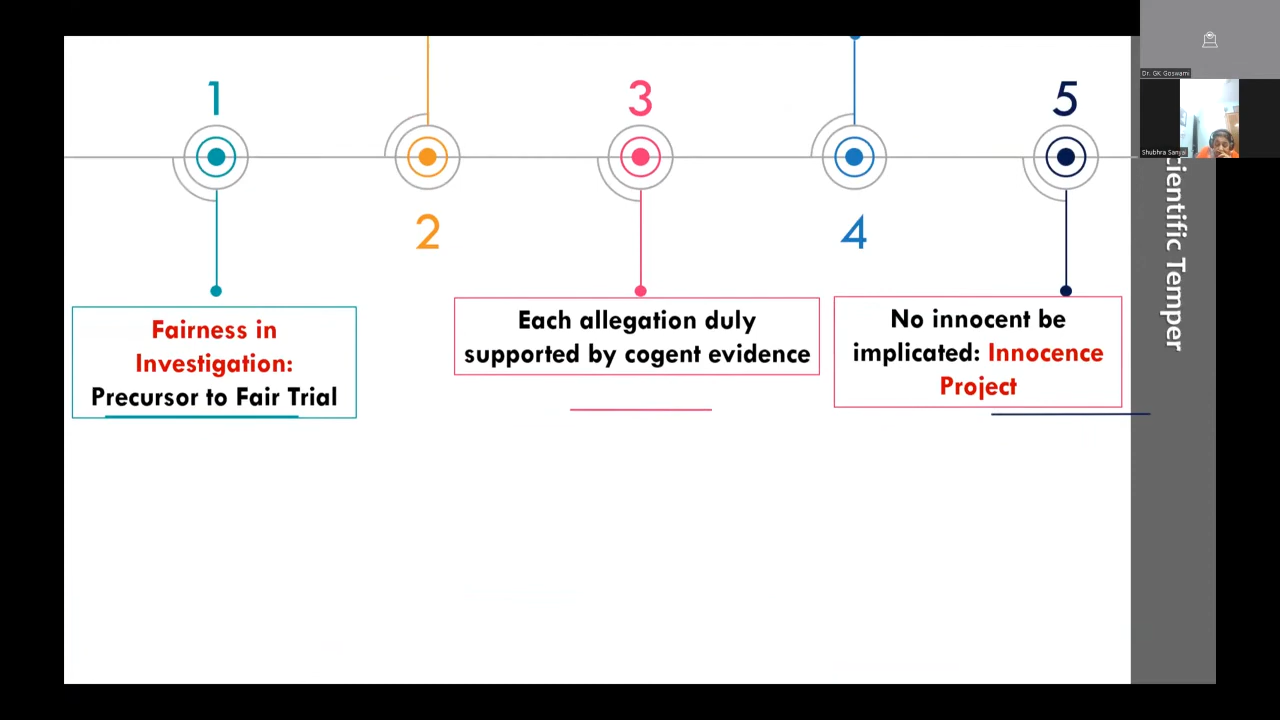 1
2
3
4
5
Fairness in
Investigation:
Precursor to Fair Trial
Each allegation duly
supported by cogent evidence
No innocent be
implicated: Innocence
Project
cientific Temper
Dr. GK Goswami
Shubhra Sanyal